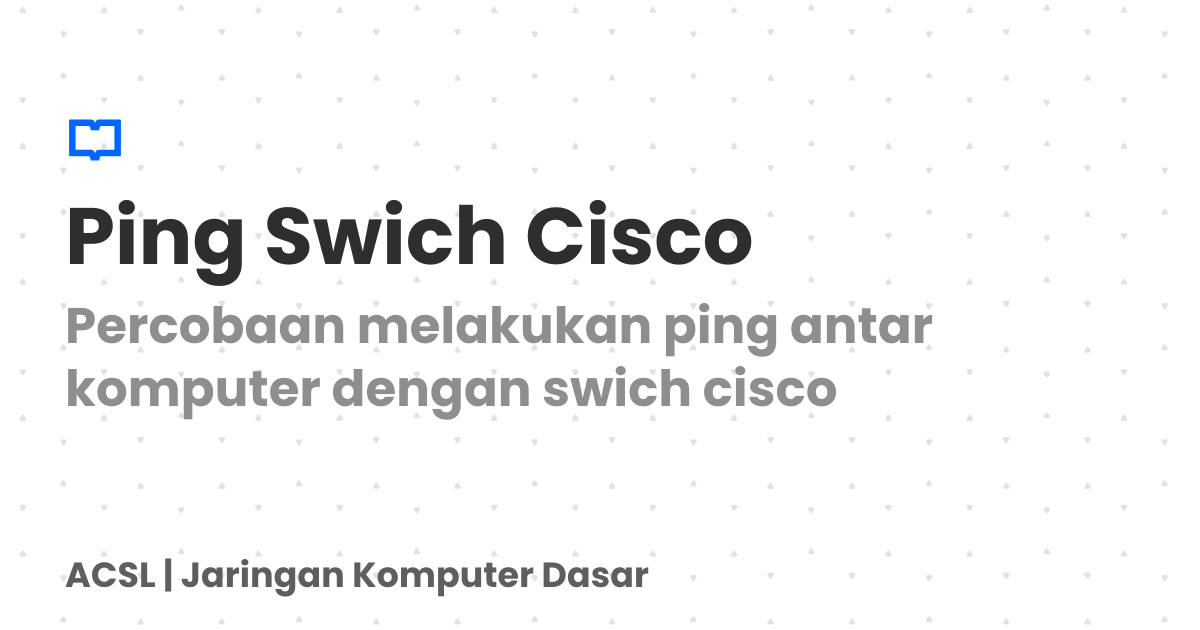 Ping Swich Cisco
Percobaan melakukan ping antar
komputer dengan swich cisco
ACSL | Jaringan Komputer Dasar